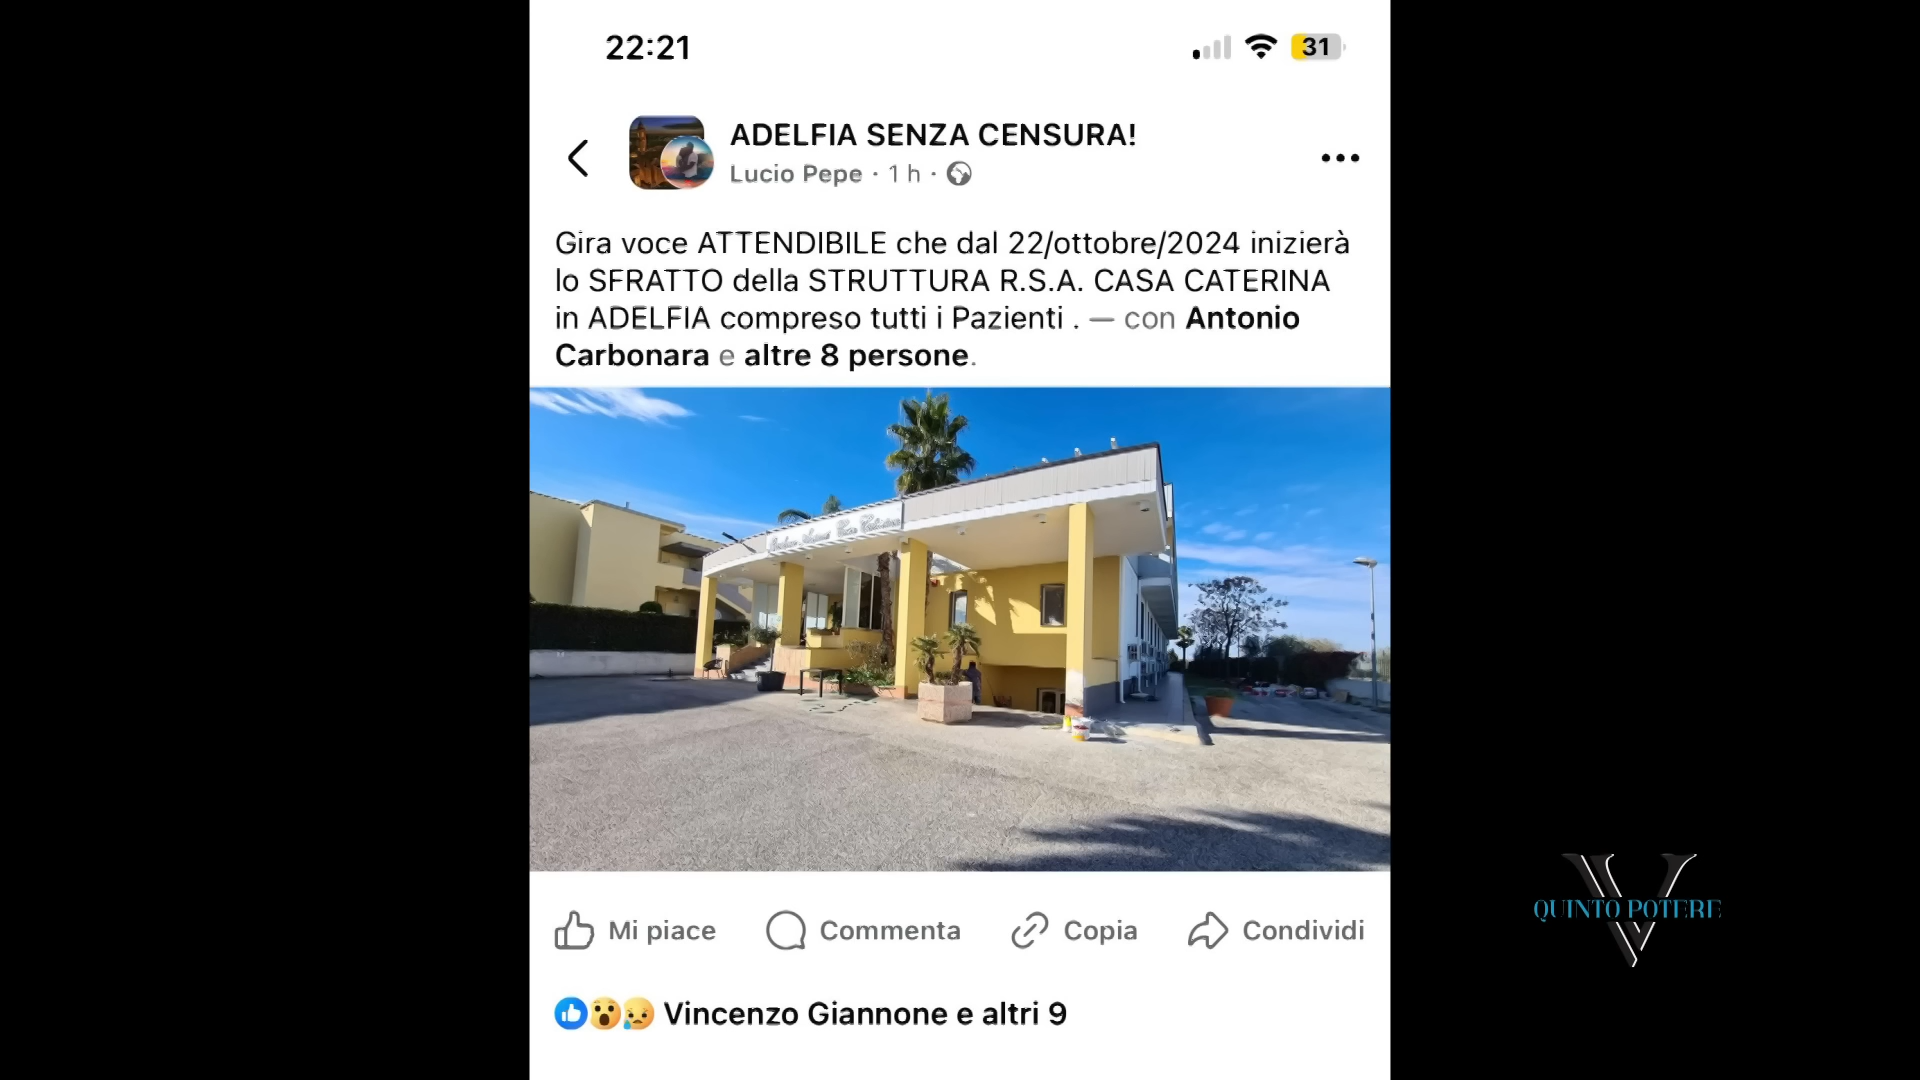 22:21
31
ADELFIA SENZA CENSURA!
Lucio Pepe · 1 h ·
Gira voce ATTENDIBILE che dal 22/ottobre/2024 inizierà
lo SFRATTO della STRUTTURA R.S.A. CASA CATERINA
in ADELFIA compreso tutti i Pazienti . — con Antonio
Carbonara e altre 8 persone.
Mi piace
Commenta
Copia
Condividi
Vincenzo Giannone e altri 9
QUINTO POTERE